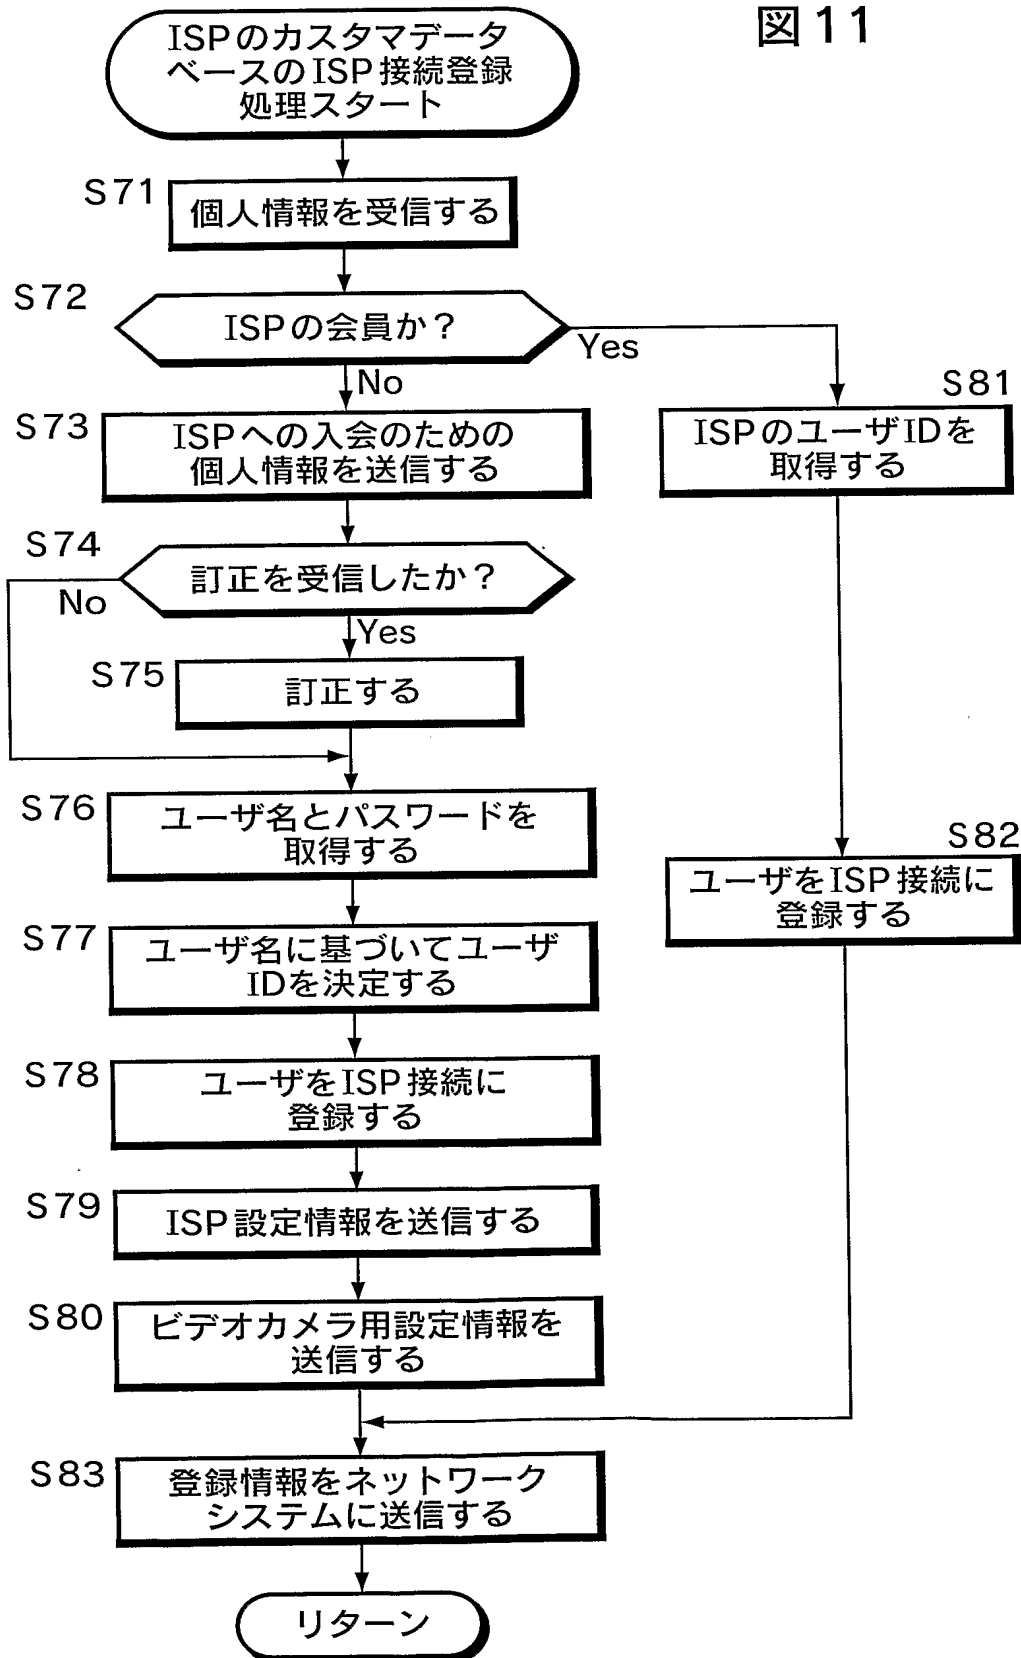 図11
ISPのカスタマデータ
ベースのISP接続登録
処理スタート
S71
個人情報を受信する
S72
ISPの会員か?
Yes
No
S73
ISPへの入会のための
個人情報を送信する
S81
ISPのユーザIDを
取得する
S74
訂正を受信したか?
No
Yes
S75
訂正する
S76
ユーザ名とパスワードを
取得する
S82
ユーザをISP接続に
登録する
S77
ユーザ名に基づいてユーザ
IDを決定する
S78
ユーザをISP接続に
登録する
S79
ISP設定情報を送信する
S80
ビデオカメラ用設定情報を
送信する
S83
登録情報をネットワーク
システムに送信する
リターン